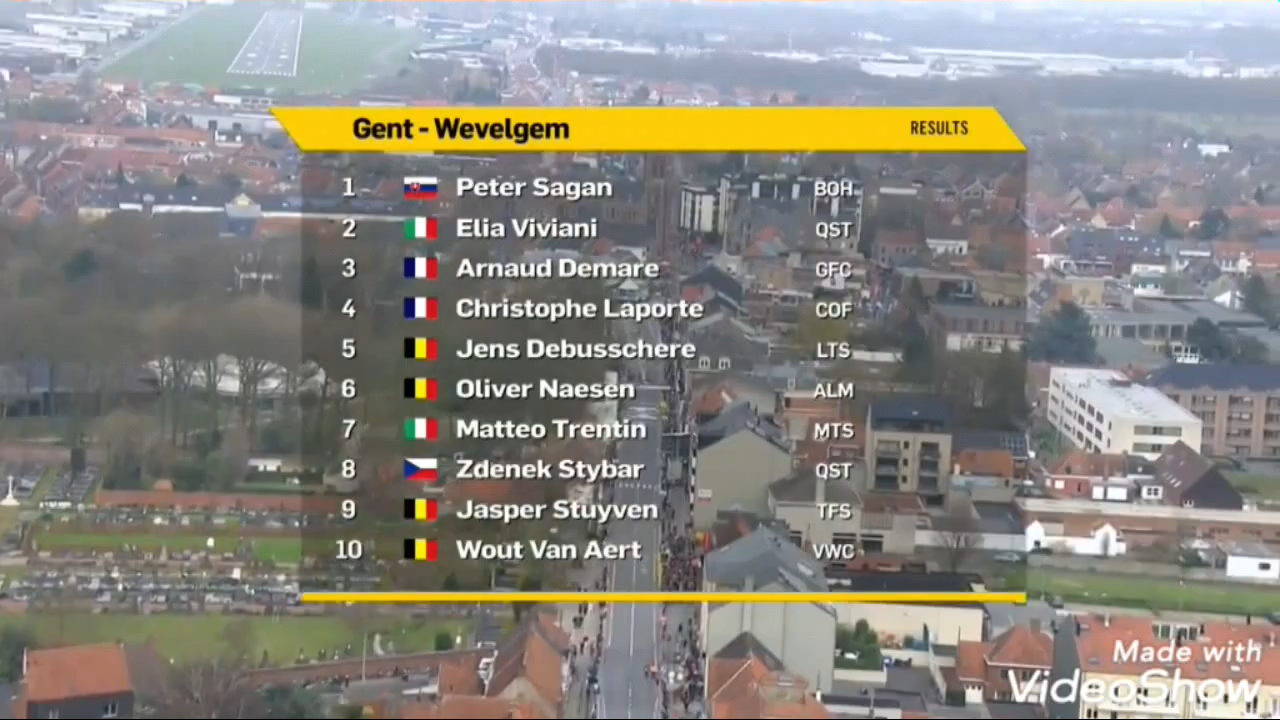 Gent - Wevelgem RESULTS
1 Peter Sagan BOH
2 Elia Viviani QST
3 Arnaud Demare GFC
4 Christophe Laporte COF
5 Jens Debusschere LTS
6 Oliver Naesen ALM
7 Matteo Trentin MTS
8 Zdenek Stybar QST
9 Jasper Stuyven TFS
10 Wout Van Aert VWC
Made with
VideoShow